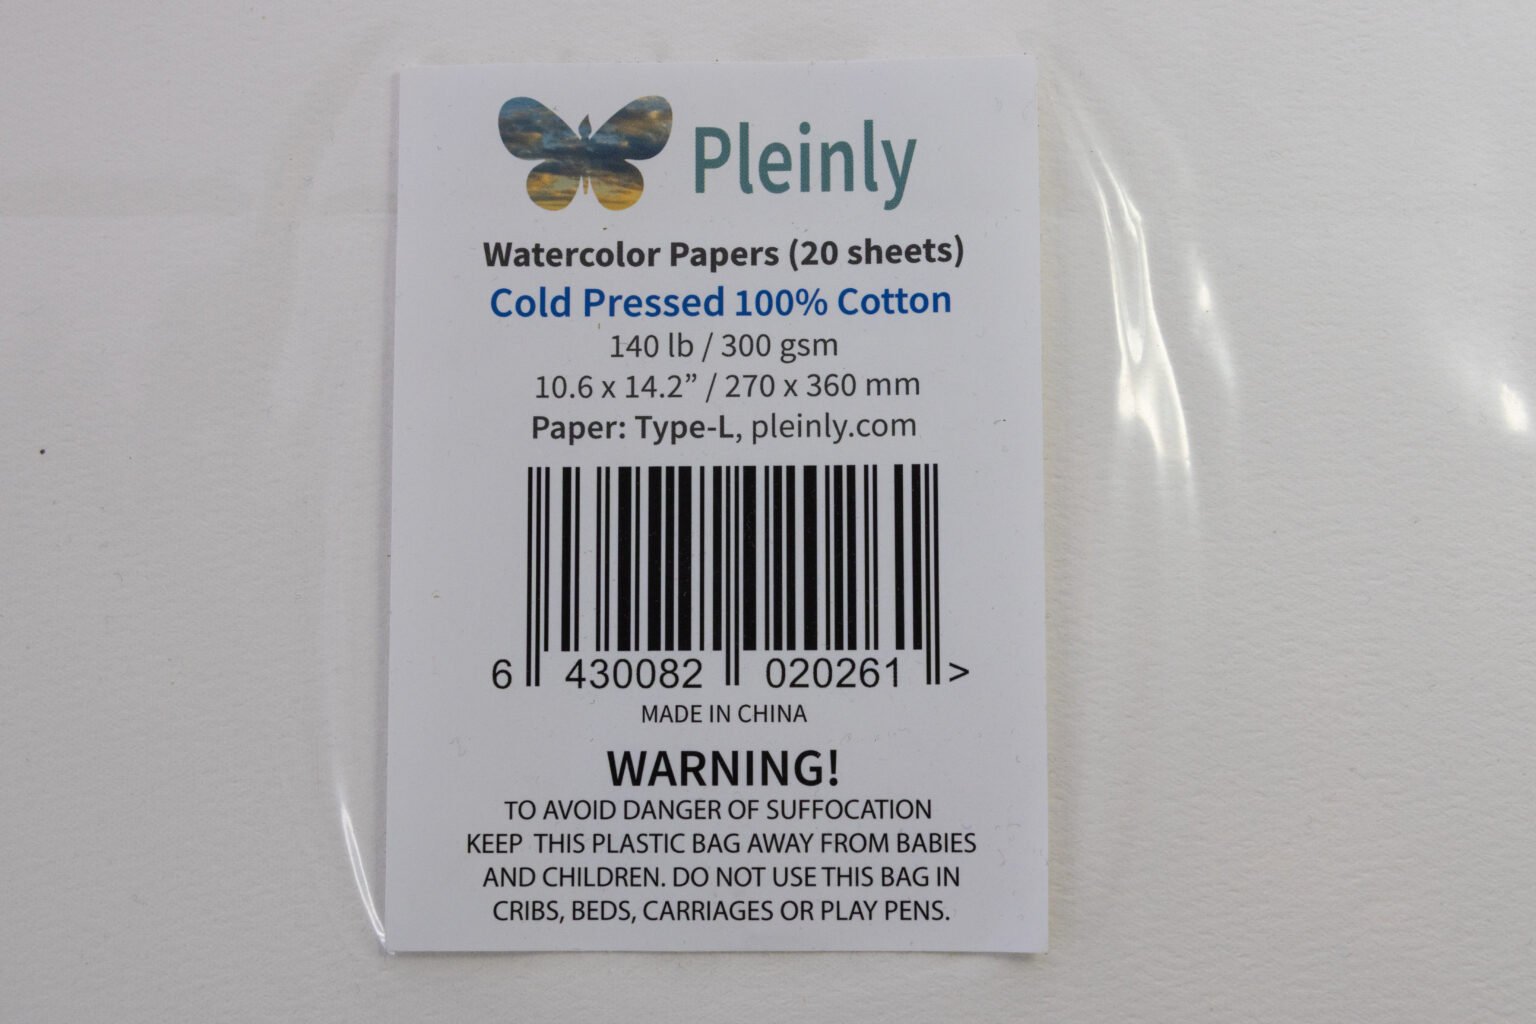 Pleinly
Watercolor Papers (20 sheets)
Cold Pressed 100% Cotton
140 lb / 300 gsm
10.6 x 14.2” / 270 x 360 mm
Paper: Type-L, pleinly.com
6 430082 020261 >
MADE IN CHINA
WARNING!
TO AVOID DANGER OF SUFFOCATION
KEEP THIS PLASTIC BAG AWAY FROM BABIES
AND CHILDREN. DO NOT USE THIS BAG IN
CRIBS, BEDS, CARRIAGES OR PLAY PENS.